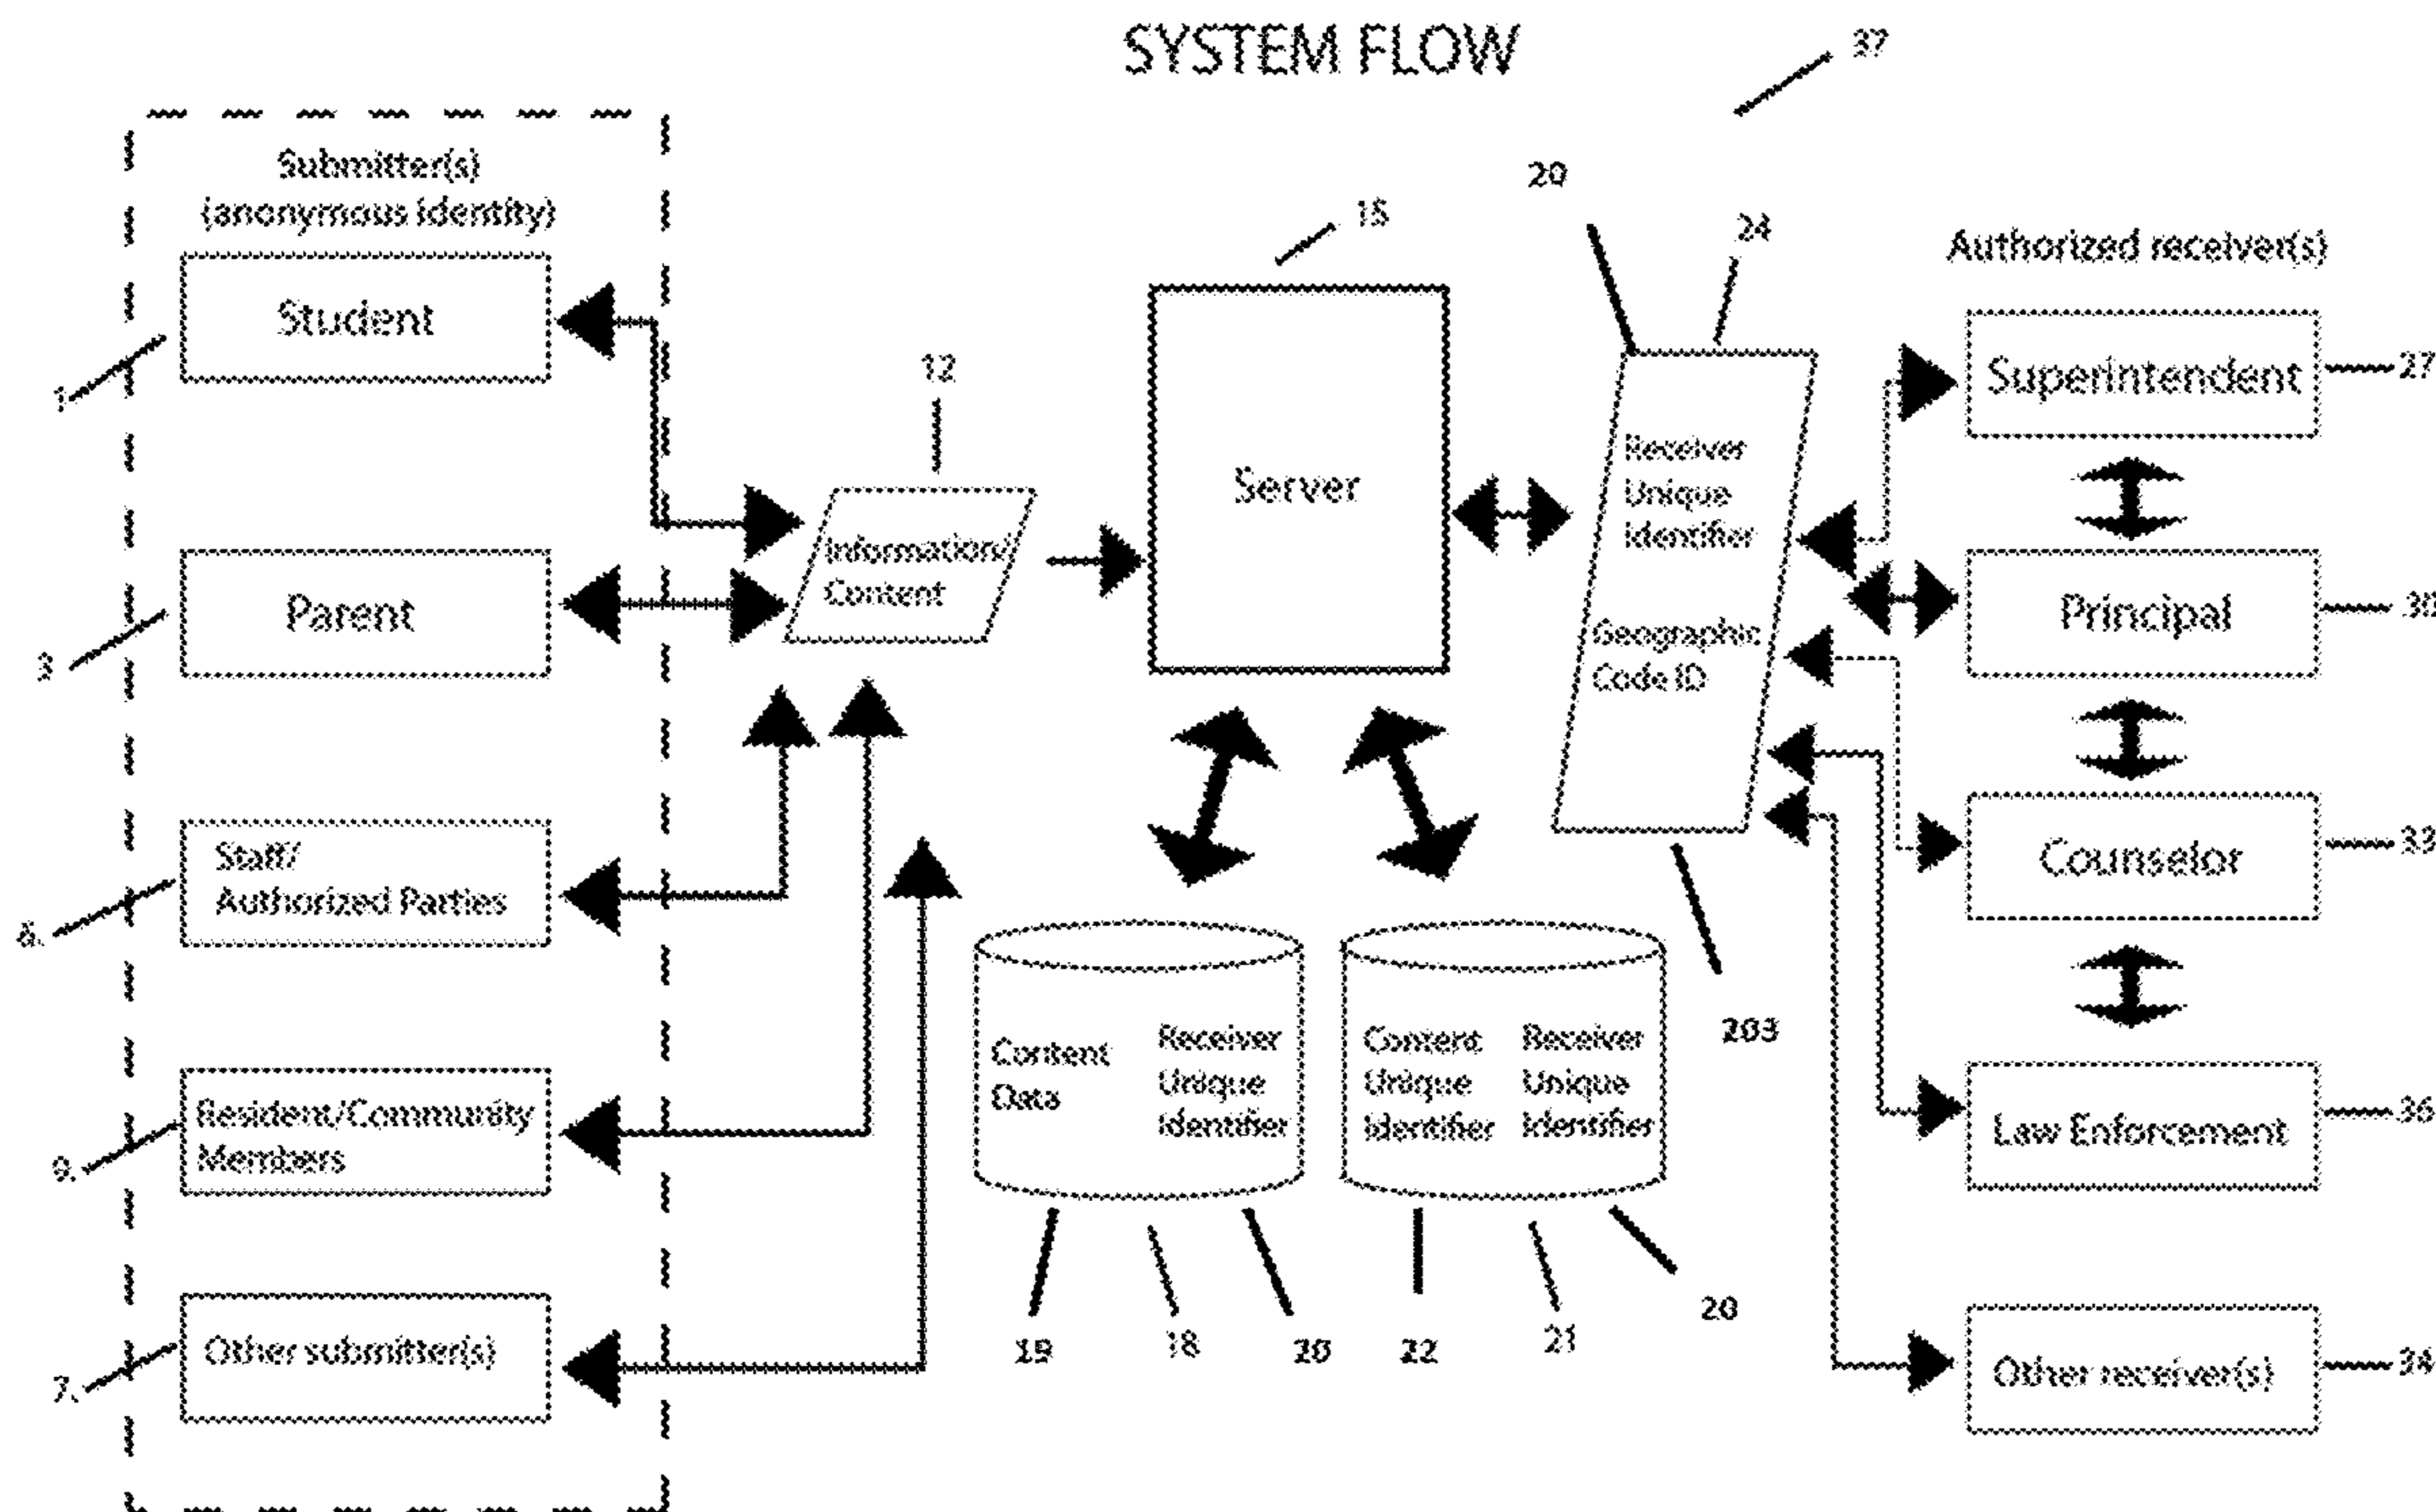 SYSTEM FLOW
37
Submitter(s)
(anonymous identity)
Student
1.
Parent
3
Staff/
Authorized Parties
6.
Resident/Community
Members
9.
Other submitter(s)
7.
12
Information/
Content
15
Server
20
24
Receiver
Unique
Identifier
Geographic
Code ID
203
Content
Data
Receiver
Unique
Identifier
19
18
20
Content
Unique
Identifier
Receiver
Unique
Identifier
22
21
20
Authorized receiver(s)
Superintendent
27
Principal
30
Counselor
33
Law Enforcement
36
Other receiver(s)
34